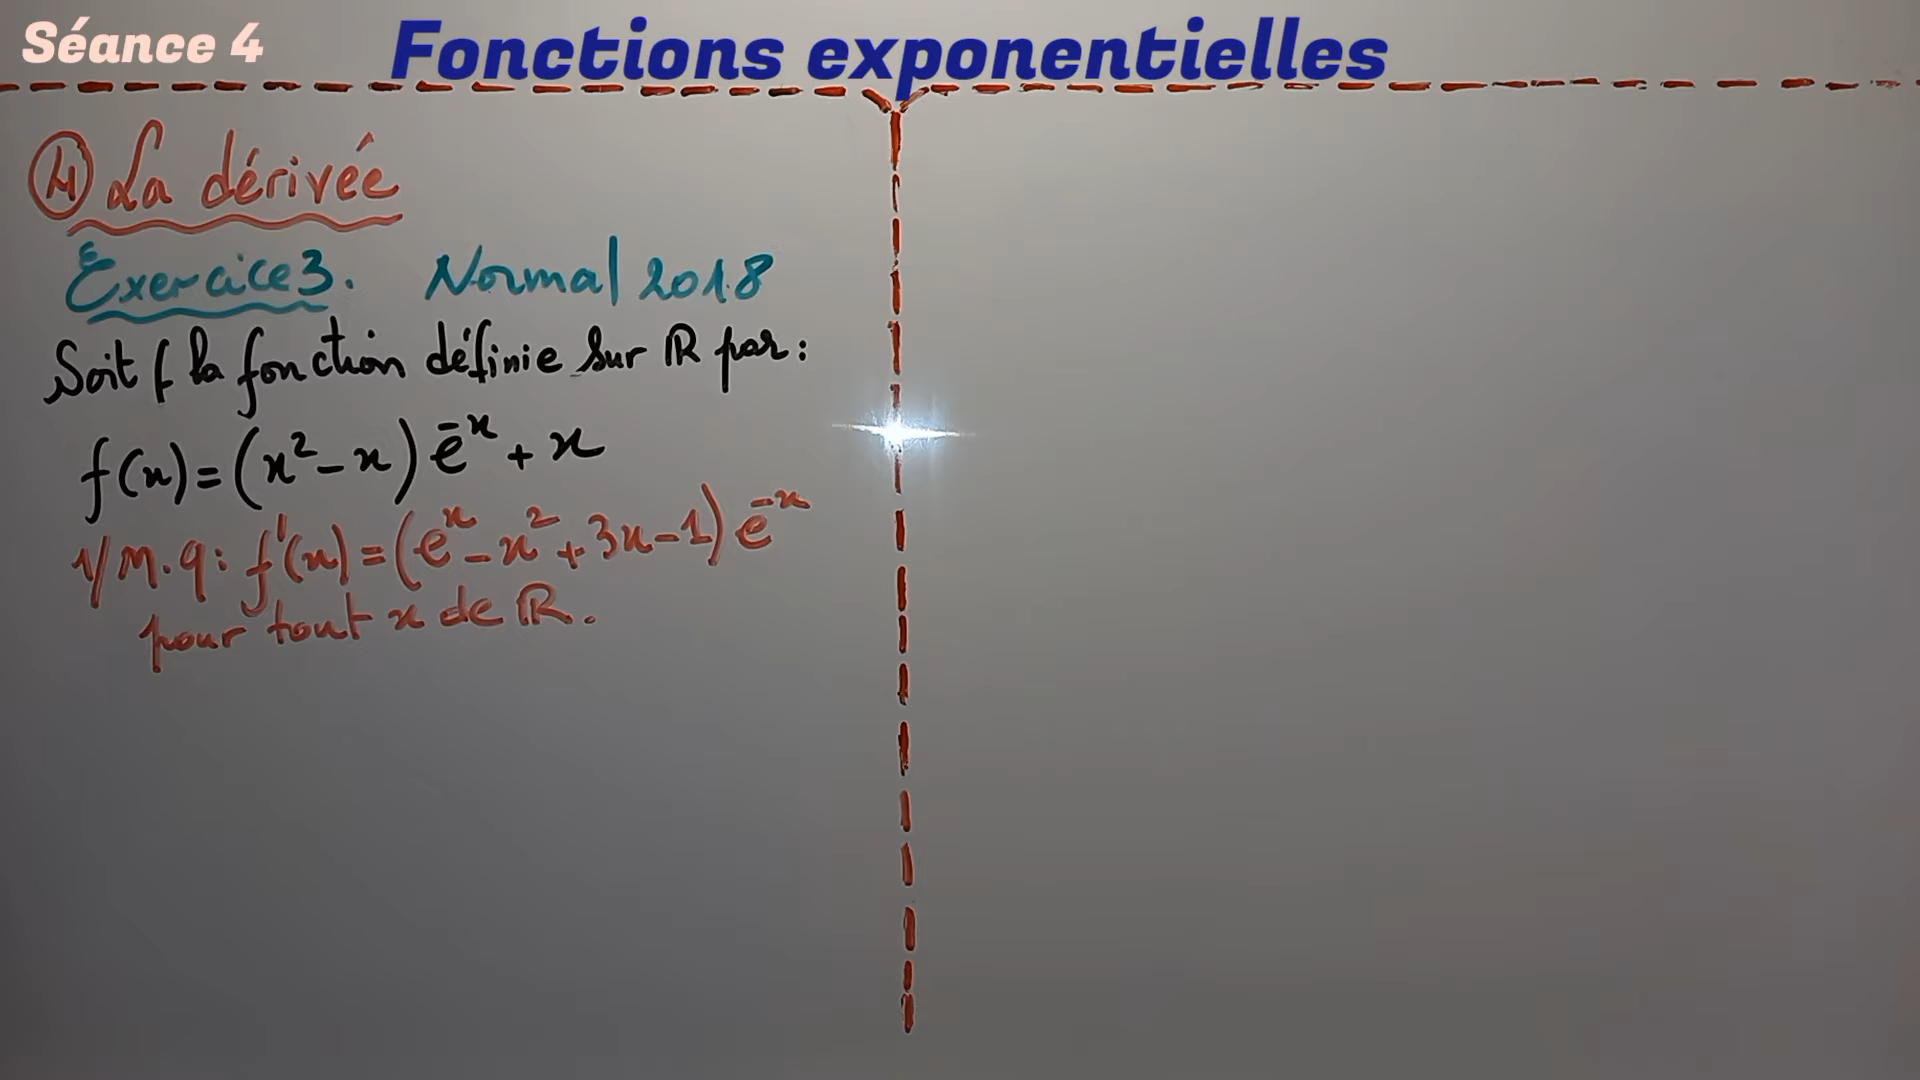 Séance 4
Fonctions exponentielles
④ La dérivée
Exercice 3. Normal 2018
Soit f la fonction définie sur ℝ par :
f(x) = (x² - x) e⁻ˣ + x
1/ M.q : f'(x) = (eˣ - x² + 3x - 1) e⁻ˣ
pour tout x de ℝ.